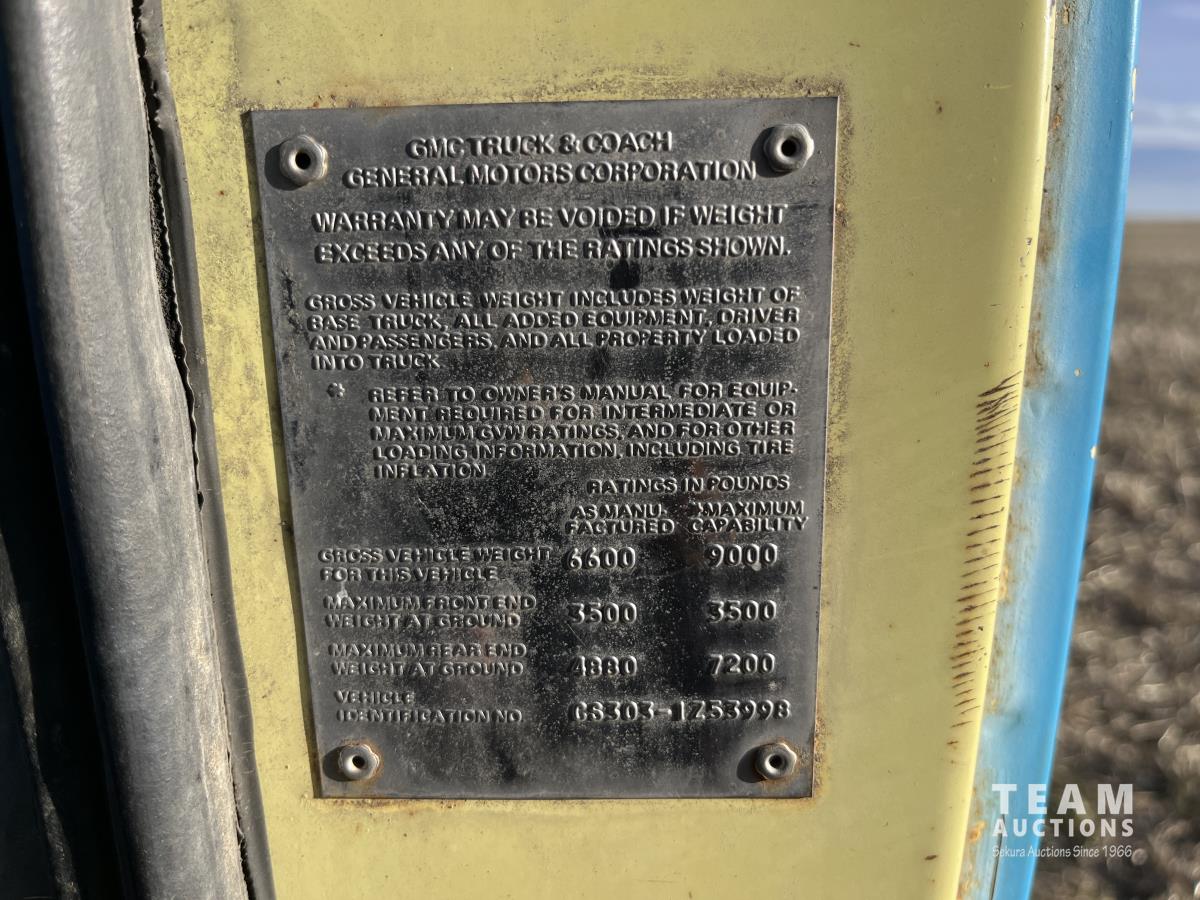 GMC TRUCK & COACH
GENERAL MOTORS CORPORATION
WARRANTY MAY BE VOIDED IF WEIGHT
EXCEEDS ANY OF THE RATINGS SHOWN.
GROSS VEHICLE WEIGHT INCLUDES WEIGHT OF
BASE TRUCK, ALL ADDED EQUIPMENT, DRIVER
AND PASSENGERS, AND ALL PROPERTY LOADED
INTO TRUCK
* REFER TO OWNER'S MANUAL FOR EQUIP-
MENT REQUIRED FOR INTERMEDIATE OR
MAXIMUM GVW RATINGS, AND FOR OTHER
LOADING INFORMATION, INCLUDING TIRE
INFLATION
RATINGS IN POUNDS
AS MANU- *MAXIMUM
FACTURED CAPABILITY
GROSS VEHICLE WEIGHT 6600 9000
FOR THIS VEHICLE
MAXIMUM FRONT END 3500 3500
WEIGHT AT GROUND
MAXIMUM REAR END
WEIGHT AT GROUND 4880 7200
VEHICLE
IDENTIFICATION NO CS303-1Z53998
TEAM
AUCTIONS
Sekura Auctions Since 1966